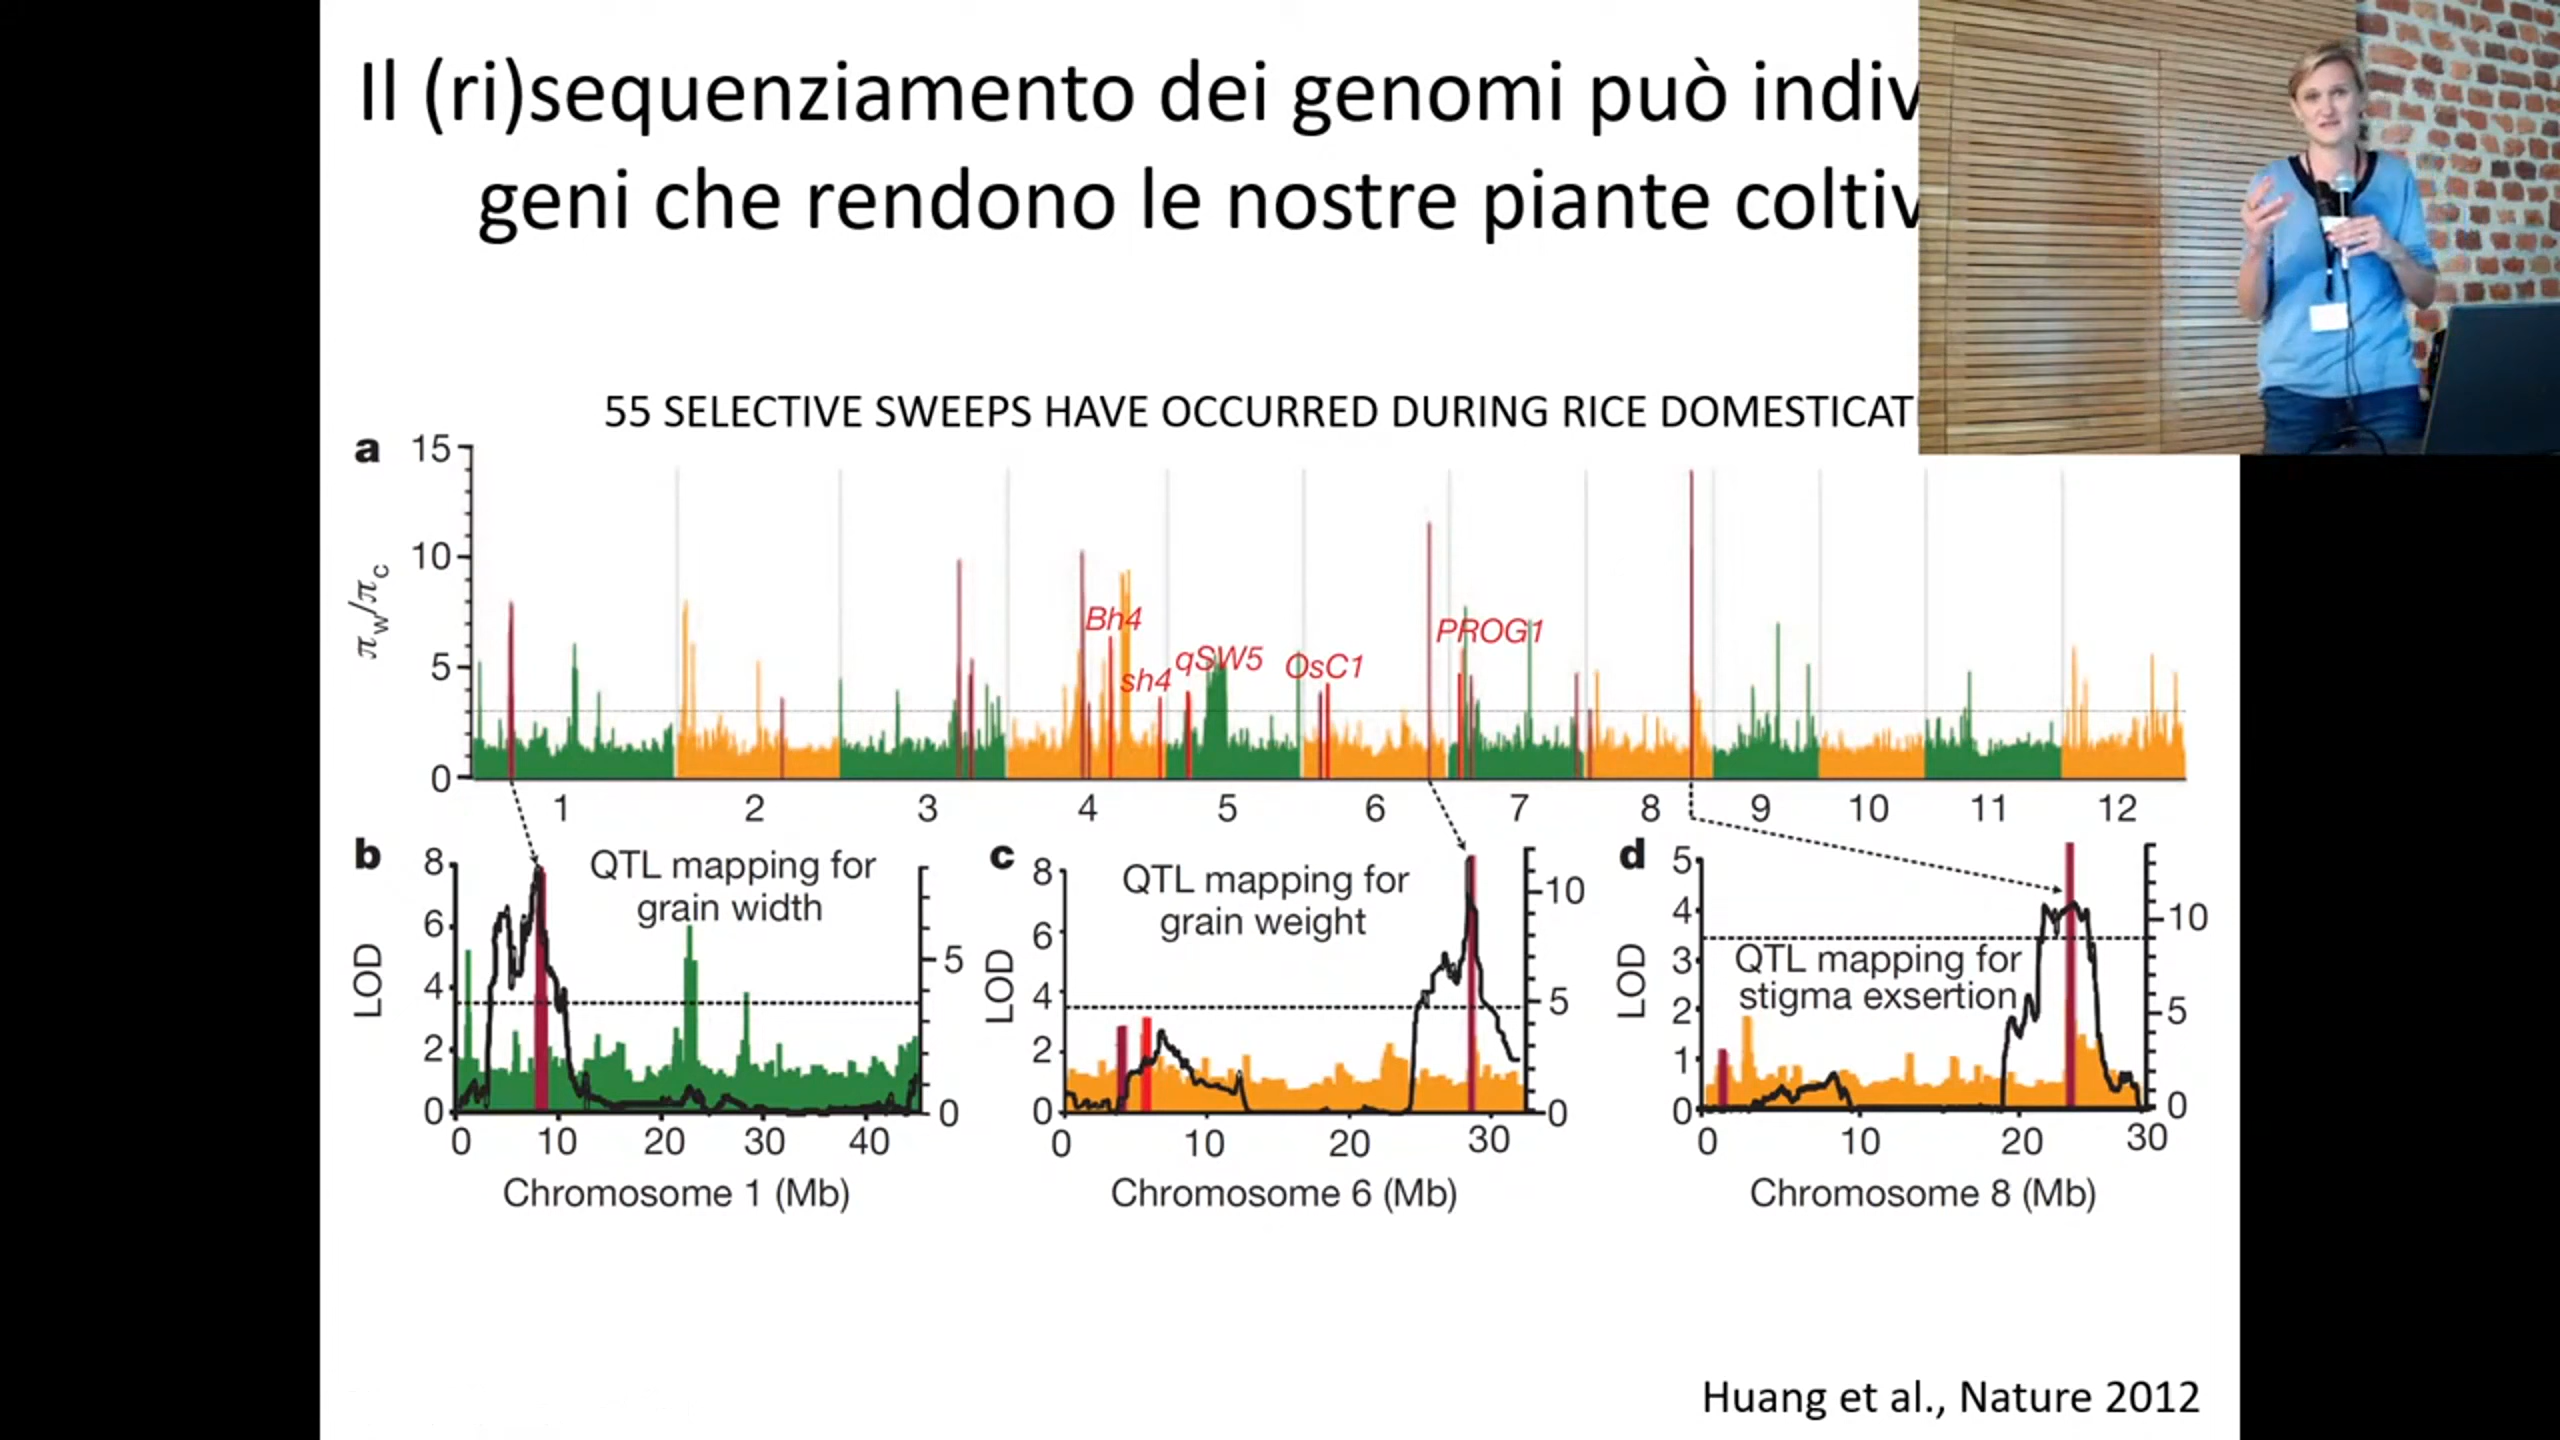 Il (ri)sequenziamento dei genomi può indiv
geni che rendono le nostre piante coltiv
55 SELECTIVE SWEEPS HAVE OCCURRED DURING RICE DOMESTICAT
a
15
10
5
0
πw/πc
Bh4
sh4
qSW5
OsC1
PROG1
1 2 3 4 5 6 7 8 9 10 11 12
b
QTL mapping for
grain width
LOD
8
6
4
2
0
5
0
0 10 20 30 40
Chromosome 1 (Mb)
c
QTL mapping for
grain weight
LOD
8
6
4
2
0
10
5
0
0 10 20 30
Chromosome 6 (Mb)
d
QTL mapping for
stigma exsertion
LOD
5
4
3
2
1
0
10
5
0
0 10 20 30
Chromosome 8 (Mb)
Huang et al., Nature 2012